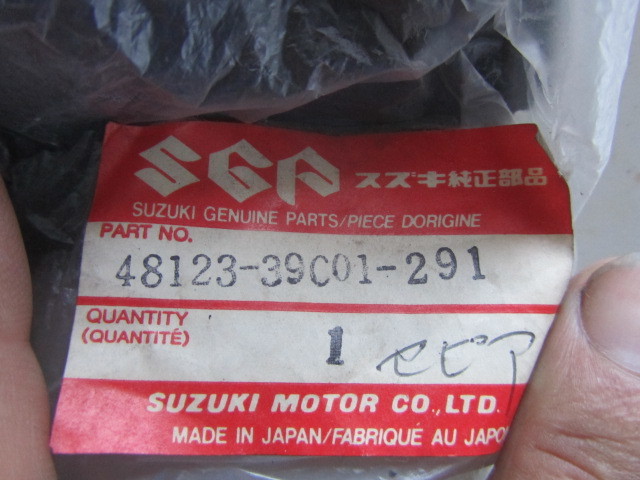 SGP スズキ純正部品
SUZUKI GENUINE PARTS/PIECE DORIGINE
PART NO.
48123-39C01-291
QUANTITY
(QUANTITÉ)
1 セピア
SUZUKI MOTOR CO.,LTD.
MADE IN JAPAN/FABRIQUÉ AU JAPO